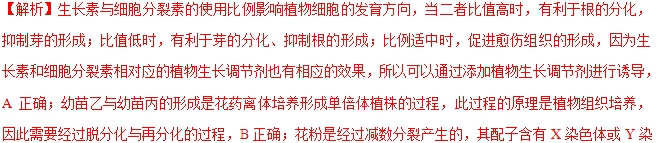 【解析】生长素与细胞分裂素的使用比例影响植物细胞的发育方向，当二者比值高时，有利于根的分化，
抑制芽的形成；比值低时，有利于芽的分化、抑制根的形成；比例适中时，促进愈伤组织的形成，因为生
长素和细胞分裂素相对应的植物生长调节剂也有相应的效果，所以可以通过添加植物生长调节剂进行诱导，
A 正确；幼苗乙与幼苗丙的形成是花药离体培养形成单倍体植株的过程，此过程的原理是植物组织培养，
因此需要经过脱分化与再分化的过程，B 正确；花粉是经过减数分裂产生的，其配子含有 X 染色体或 Y 染